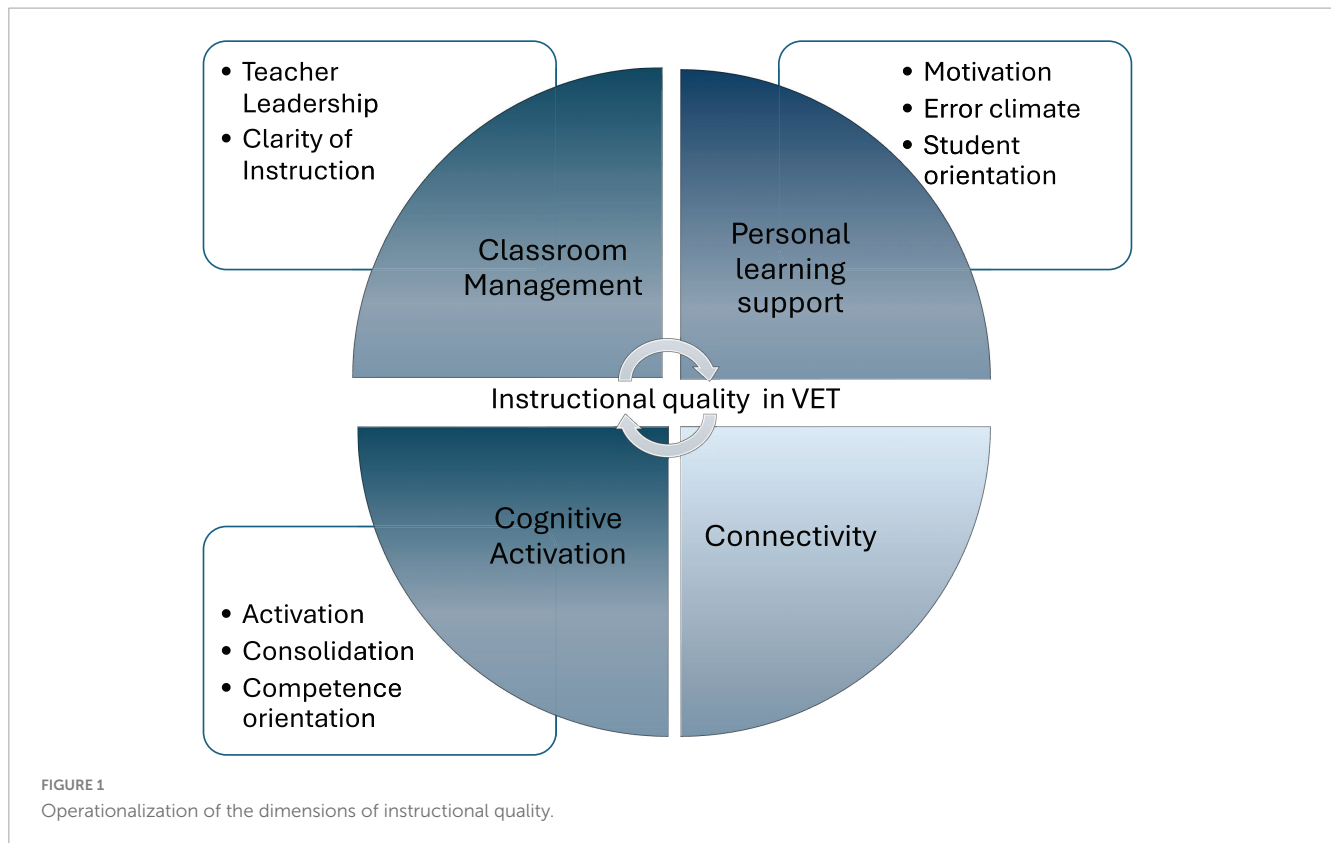 • Teacher
Leadership
• Clarity of
Instruction
• Motivation
• Error climate
• Student
orientation
Classroom
Management
Personal
learning
support
Instructional quality in VET
Cognitive
Activation
Connectivity
• Activation
• Consolidation
• Competence
orientation
FIGURE 1
Operationalization of the dimensions of instructional quality.